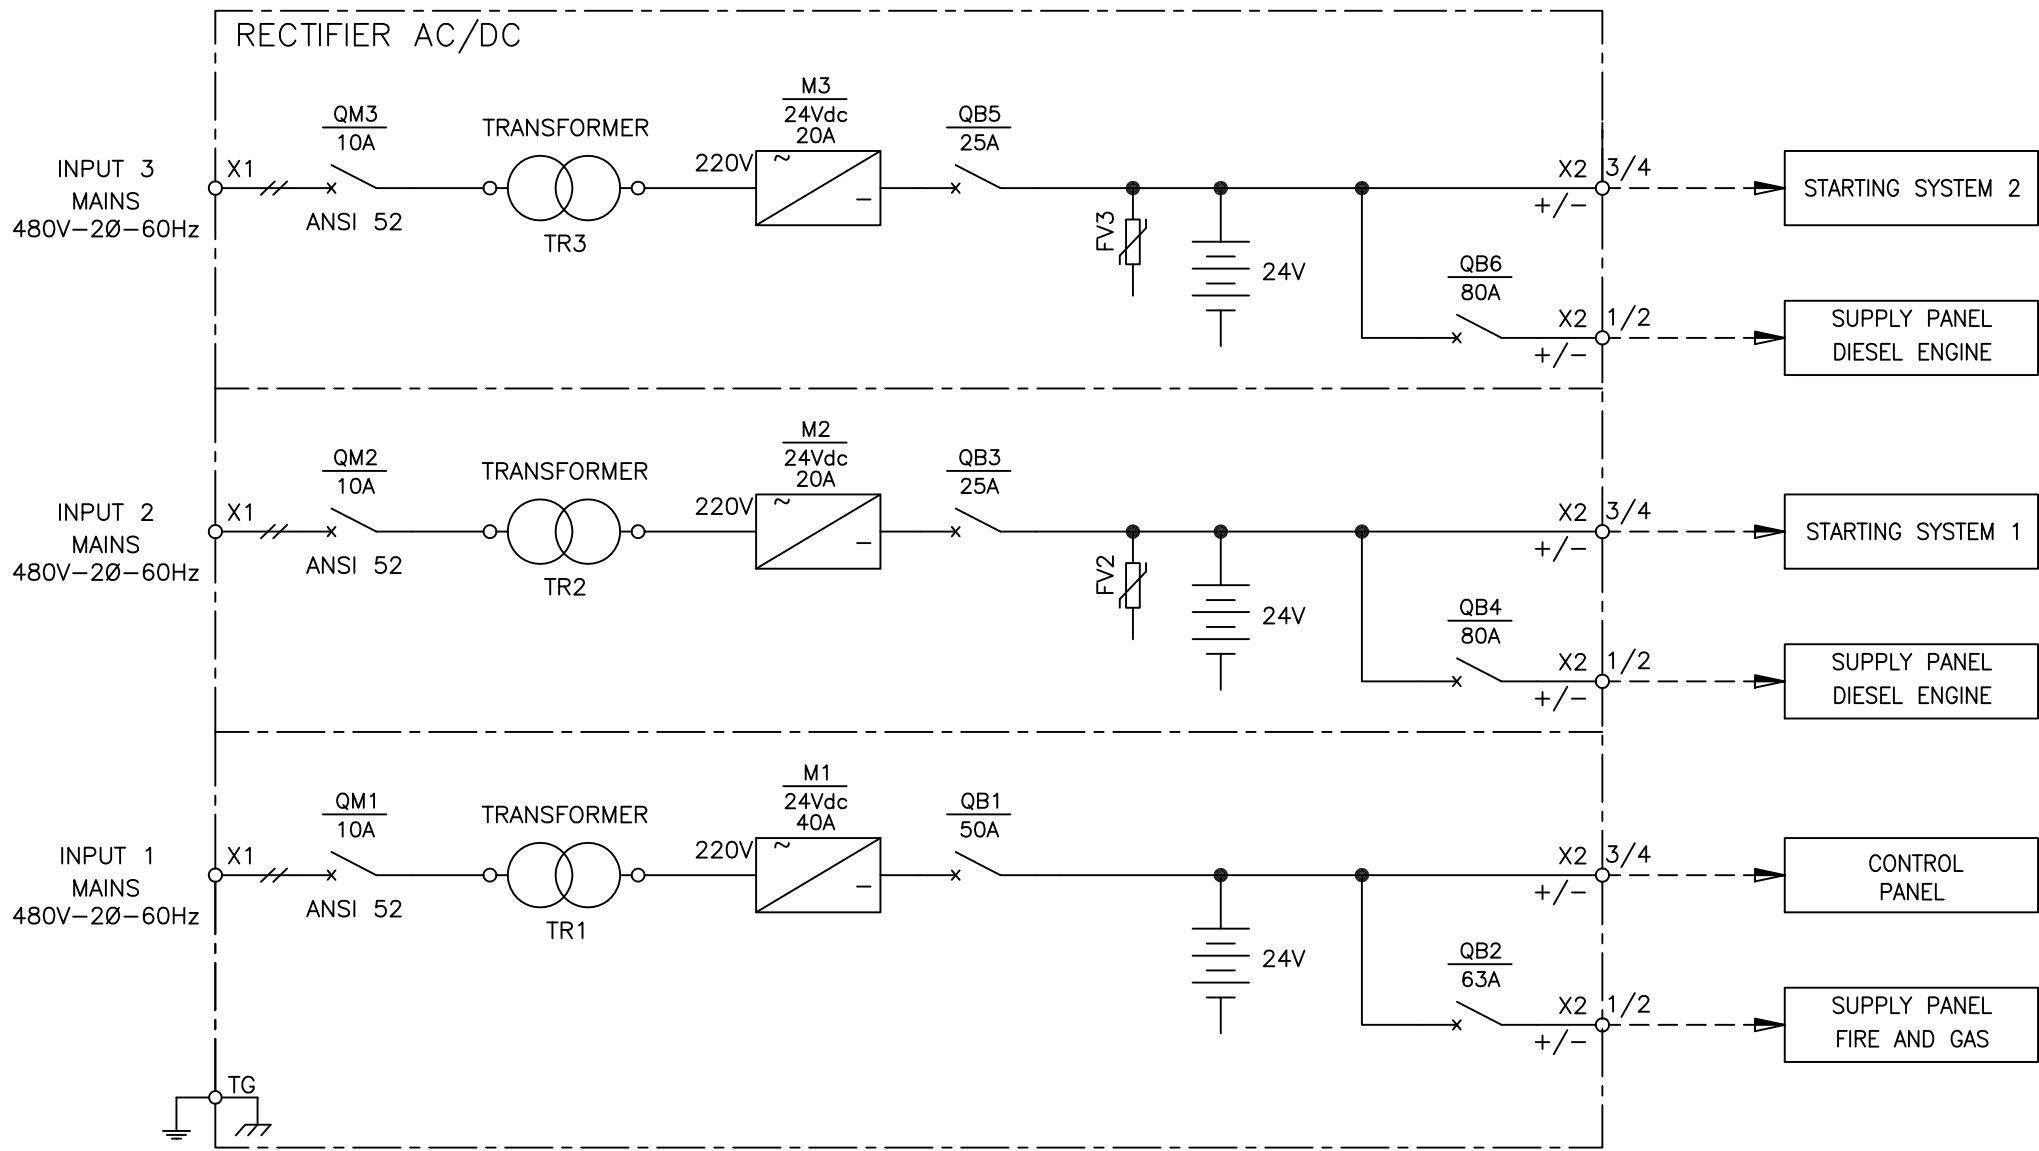 RECTIFIER AC/DC
INPUT 3
MAINS
480V-2Ø-60Hz
X1
QM3
10A
ANSI 52
TRANSFORMER
TR3
220V
M3
24Vdc
20A
~
−
QB5
25A
FV3
24V
QB6
80A
X2
+/−
3/4
STARTING SYSTEM 2
X2
+/−
1/2
SUPPLY PANEL
DIESEL ENGINE
INPUT 2
MAINS
480V-2Ø-60Hz
X1
QM2
10A
ANSI 52
TRANSFORMER
TR2
220V
M2
24Vdc
20A
~
−
QB3
25A
FV2
24V
QB4
80A
X2
+/−
3/4
STARTING SYSTEM 1
X2
+/−
1/2
SUPPLY PANEL
DIESEL ENGINE
INPUT 1
MAINS
480V-2Ø-60Hz
X1
QM1
10A
ANSI 52
TRANSFORMER
TR1
220V
M1
24Vdc
40A
~
−
QB1
50A
24V
QB2
63A
X2
+/−
3/4
CONTROL
PANEL
X2
+/−
1/2
SUPPLY PANEL
FIRE AND GAS
TG